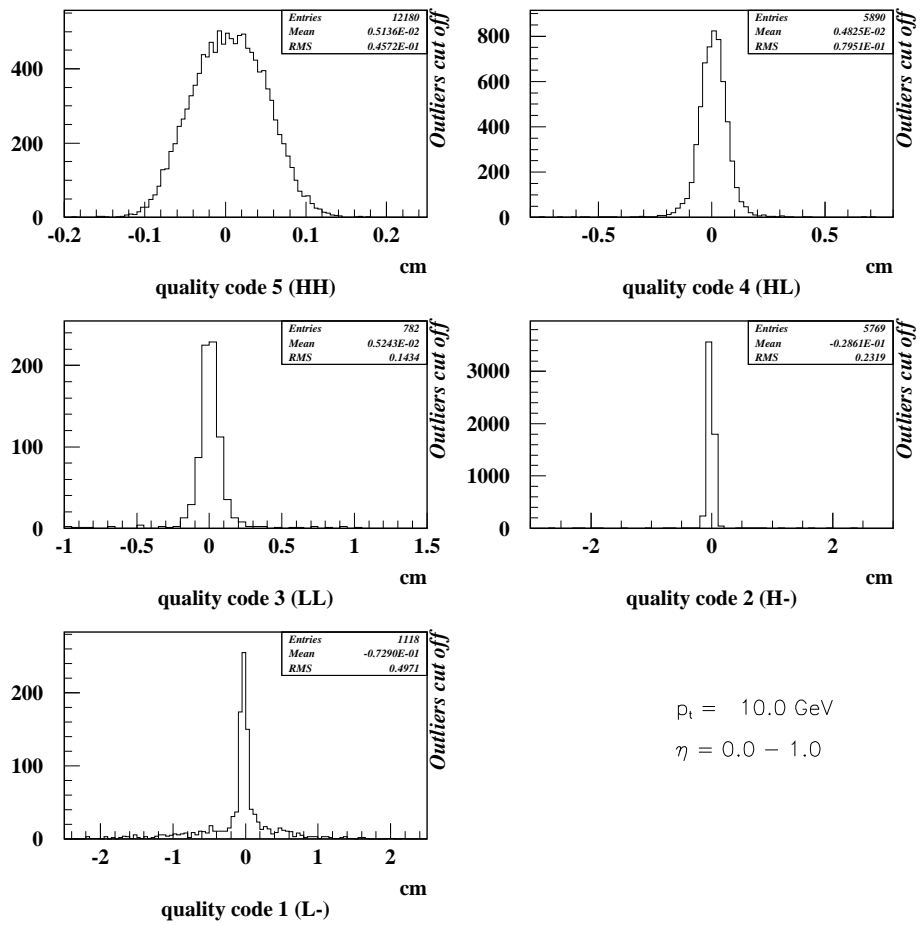 Entries 12180
Mean 0.5136E-02
RMS 0.4572E-01
Outliers cut off
400
200
0
-0.2 -0.1 0 0.1 0.2
cm
quality code 5 (HH)
Entries 5890
Mean 0.4825E-02
RMS 0.7951E-01
Outliers cut off
800
600
400
200
0
-0.5 0 0.5
cm
quality code 4 (HL)
Entries 782
Mean 0.5243E-02
RMS 0.1434
Outliers cut off
200
100
0
-1 -0.5 0 0.5 1 1.5
cm
quality code 3 (LL)
Entries 5769
Mean -0.2861E-01
RMS 0.2319
Outliers cut off
3000
2000
1000
0
-2 0 2
cm
quality code 2 (H-)
Entries 1118
Mean -0.7290E-01
RMS 0.4971
Outliers cut off
200
100
0
-2 -1 0 1 2
cm
quality code 1 (L-)
pt = 10.0 GeV
η = 0.0 − 1.0